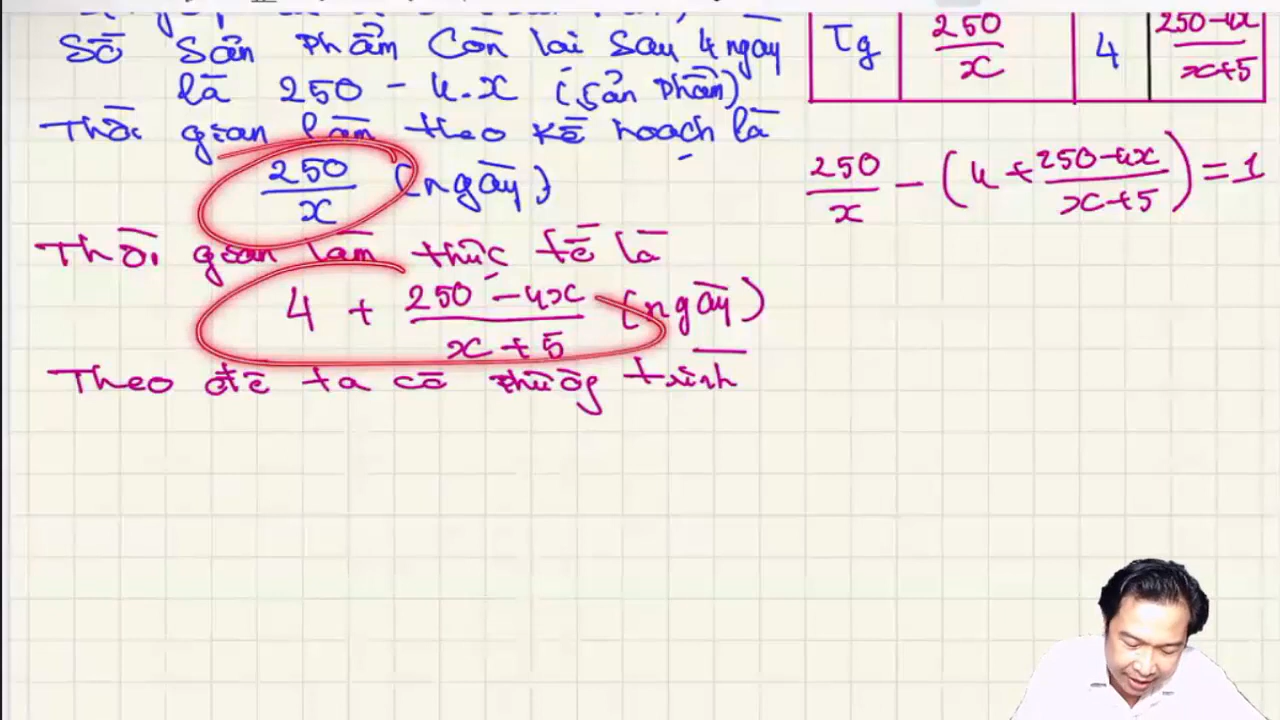 Số sản phẩm còn lại sau 4 ngày
là 250 - 4.x (sản phẩm)
Thời gian làm theo kế hoạch là
250/x (ngày)
Thời gian làm thực tế là
4 + (250 - 4x)/(x + 5) (ngày)
Theo đề ta có phương trình
Tg 250/x 4 (250 - 4x)/(x + 5)
250/x - (4 + (250 - 4x)/(x + 5)) = 1